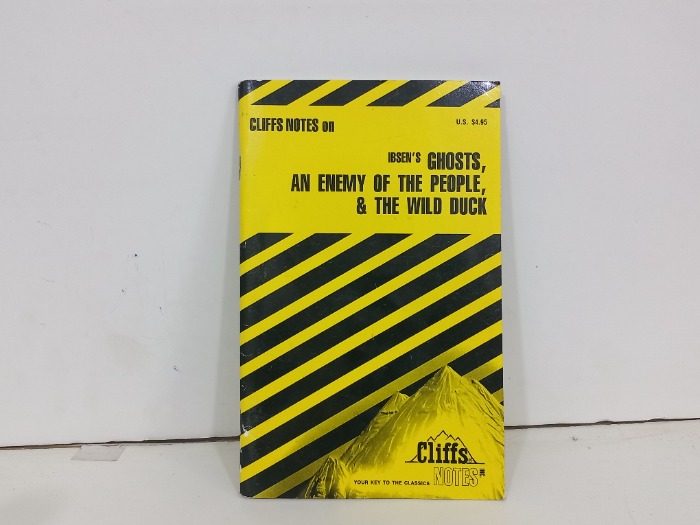 CLIFFS NOTES on
U.S. $4.95
IBSEN'S GHOSTS,
AN ENEMY OF THE PEOPLE,
& THE WILD DUCK
Cliffs
NOTES
YOUR KEY TO THE CLASSICS